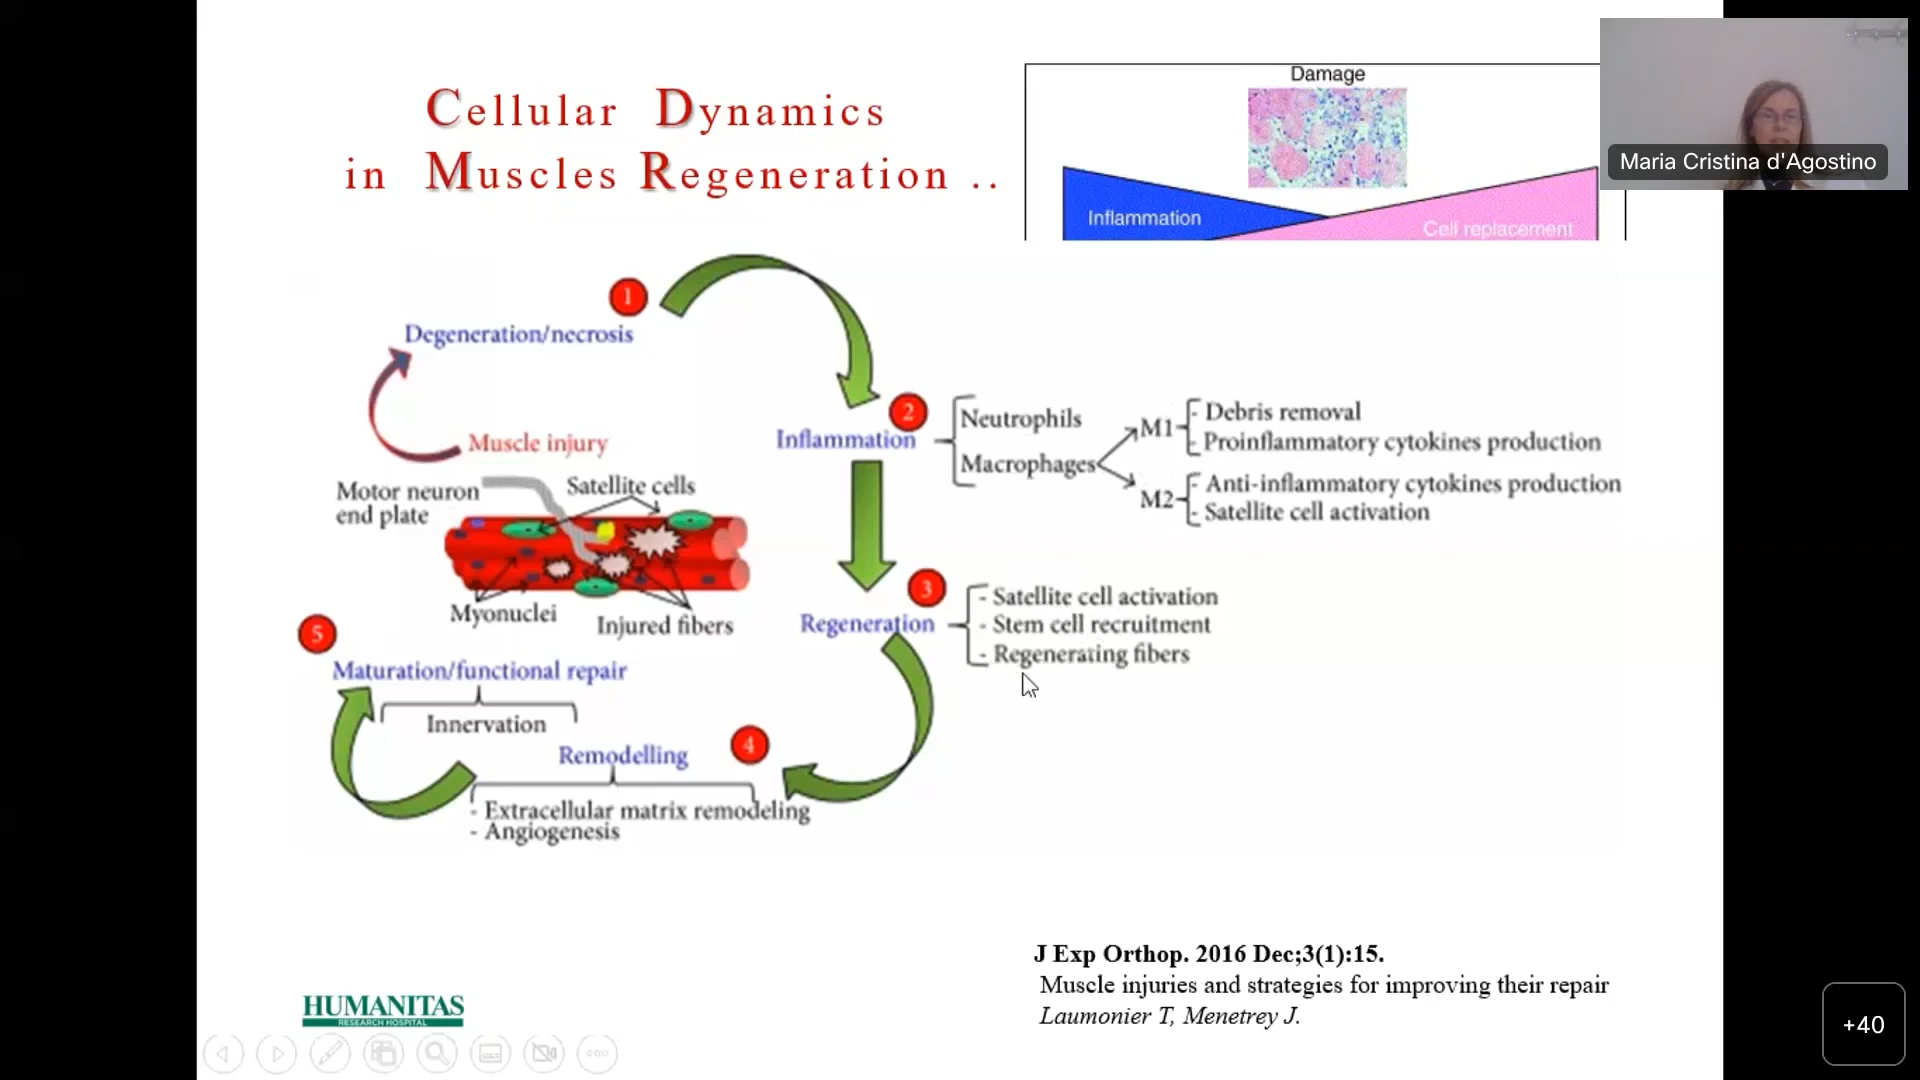 Cellular Dynamics
in Muscles Regeneration ..
Damage
Inflammation
Cell replacement
Maria Cristina d'Agostino
1
Degeneration/necrosis
Muscle injury
Motor neuron
end plate
Satellite cells
Myonuclei
Injured fibers
2
Inflammation
Neutrophils
Macrophages
M1
- Debris removal
- Proinflammatory cytokines production
M2
- Anti-inflammatory cytokines production
- Satellite cell activation
3
Regeneration
- Satellite cell activation
- Stem cell recruitment
- Regenerating fibers
4
Remodelling
- Extracellular matrix remodeling
- Angiogenesis
5
Maturation/functional repair
Innervation
J Exp Orthop. 2016 Dec;3(1):15.
Muscle injuries and strategies for improving their repair
Laumonier T, Menetrey J.
HUMANITAS
RESEARCH HOSPITAL
+40